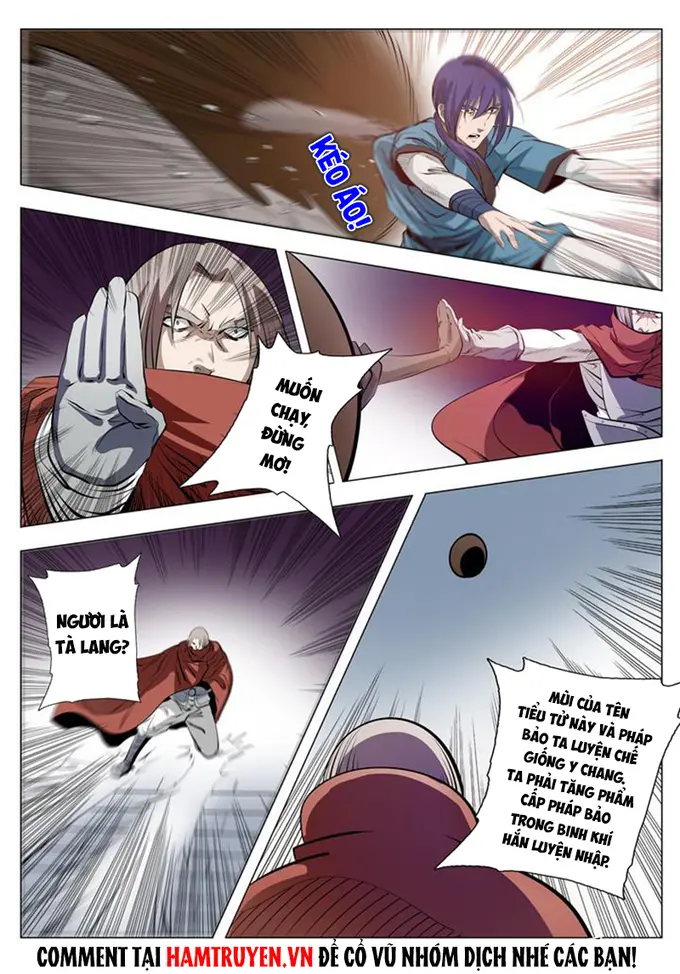 KÉO ÁO!
MUỐN
CHẠY,
ĐỪNG
MƠ!
NGƯƠI LÀ
TÀ LANG?
MÙI CỦA TÊN
TIỂU TỬ NÀY VÀ PHÁP
BẢO TA LUYỆN CHẾ
GIỐNG Y CHANG.
TA PHẢI TĂNG PHẨM
CẤP PHÁP BẢO
TRONG BINH KHÍ
HẮN LUYỆN NHẬP.
COMMENT TẠI HAMTRUYEN.VN ĐỂ CỔ VŨ NHÓM DỊCH NHÉ CÁC BẠN!